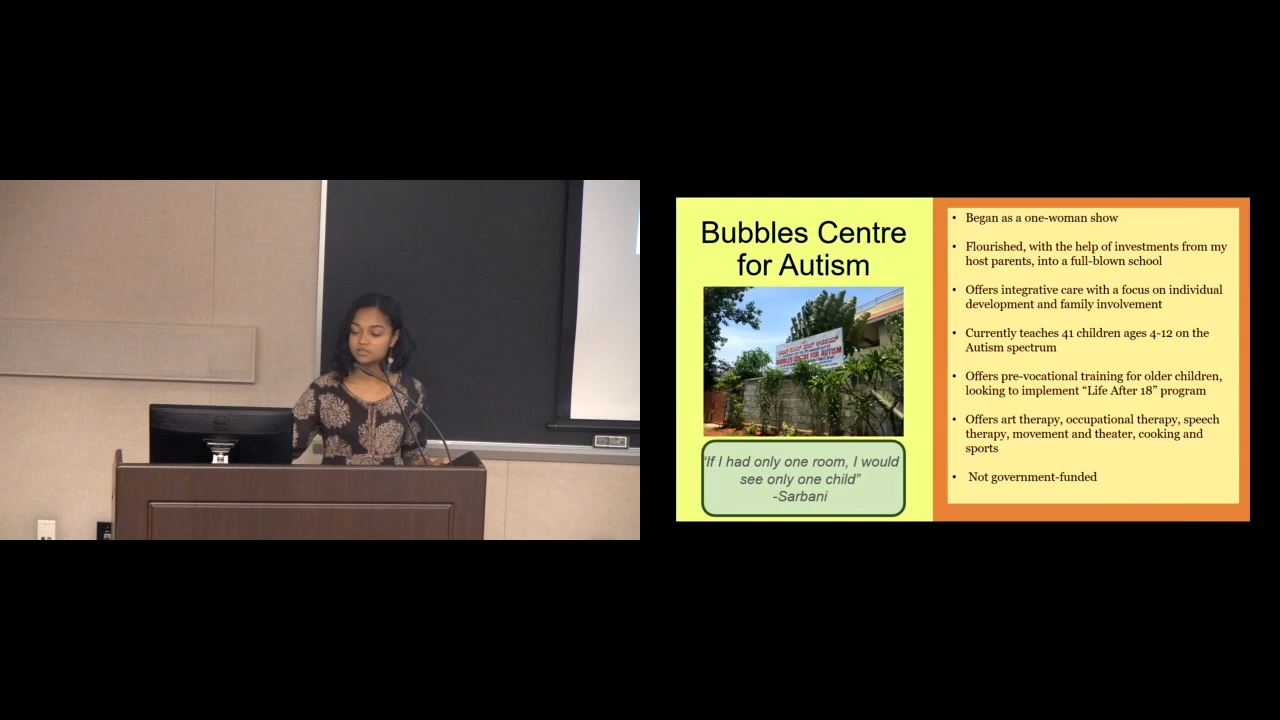 Bubbles Centre
for Autism
BUBBLES CENTRE FOR AUTISM
"If I had only one room, I would
see only one child”
-Sarbani
• Began as a one-woman show
• Flourished, with the help of investments from my
host parents, into a full-blown school
• Offers integrative care with a focus on individual
development and family involvement
• Currently teaches 41 children ages 4-12 on the
Autism spectrum
• Offers pre-vocational training for older children,
looking to implement “Life After 18” program
• Offers art therapy, occupational therapy, speech
therapy, movement and theater, cooking and
sports
• Not government-funded